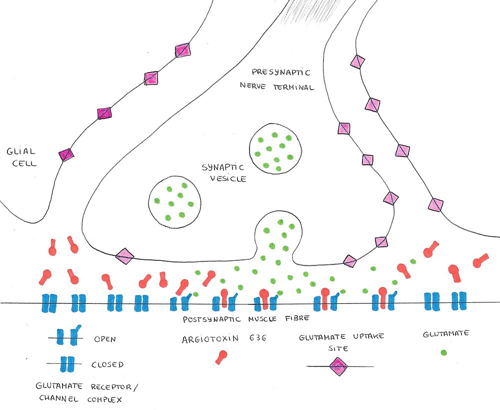 PRESYNAPTIC
NERVE TERMINAL
GLIAL
CELL
SYNAPTIC
VESICLE
POSTSYNAPTIC MUSCLE FIBRE
OPEN
CLOSED
GLUTAMATE RECEPTOR/
CHANNEL COMPLEX
ARGIOTOXIN 636
GLUTAMATE UPTAKE
SITE
GLUTAMATE